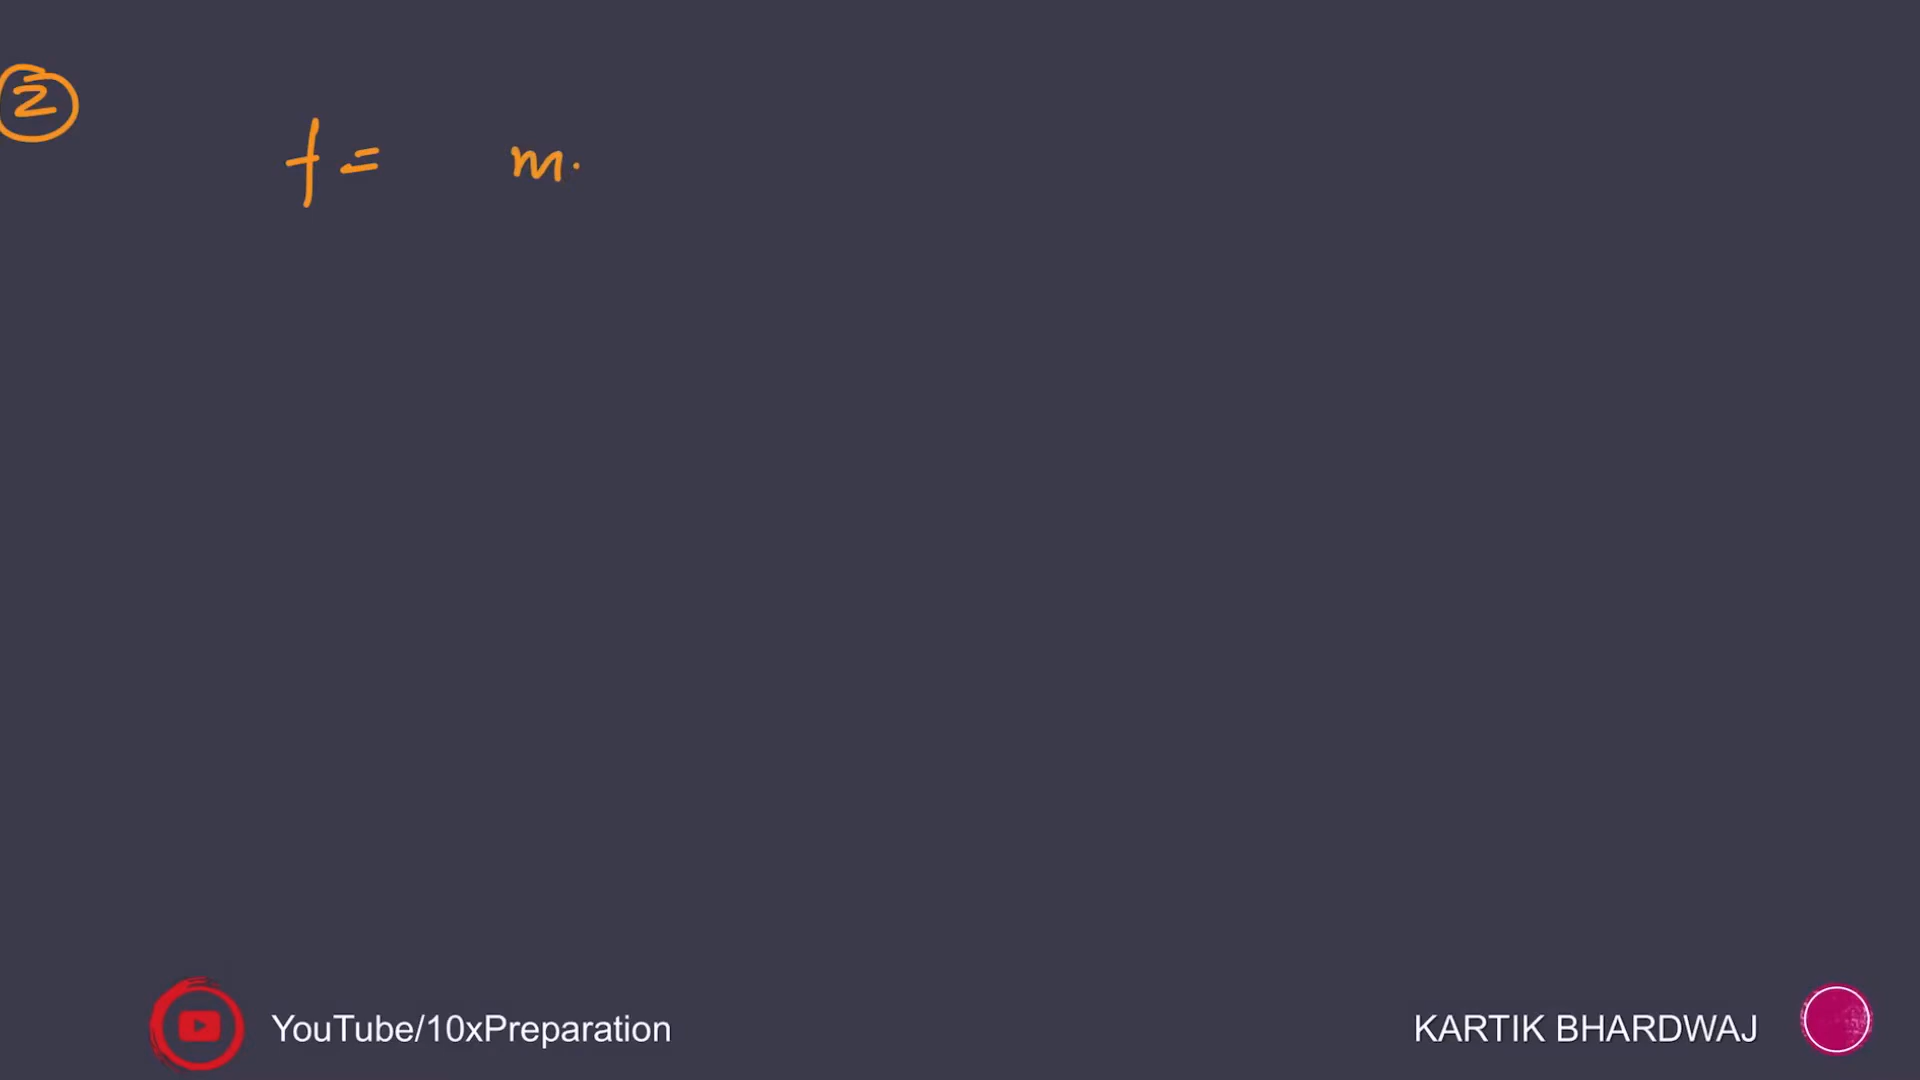 ②
f = m.
YouTube/10xPreparation
KARTIK BHARDWAJ